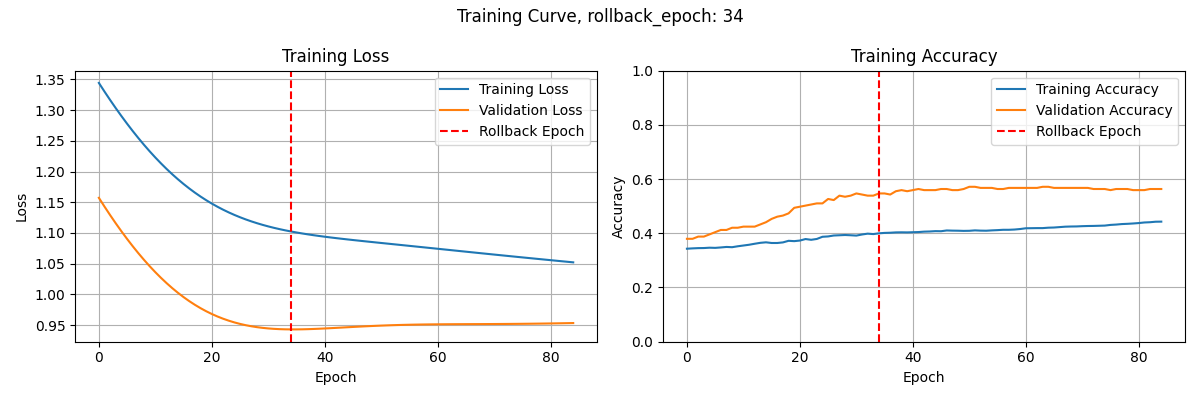 Training Curve, rollback_epoch: 34
Training Loss
1.35
1.30
1.25
1.20
1.15
1.10
1.05
1.00
0.95
Loss
0
20
40
60
80
Epoch
Training Loss
Validation Loss
Rollback Epoch
Training Accuracy
1.0
0.8
0.6
0.4
0.2
0.0
Accuracy
0
20
40
60
80
Epoch
Training Accuracy
Validation Accuracy
Rollback Epoch